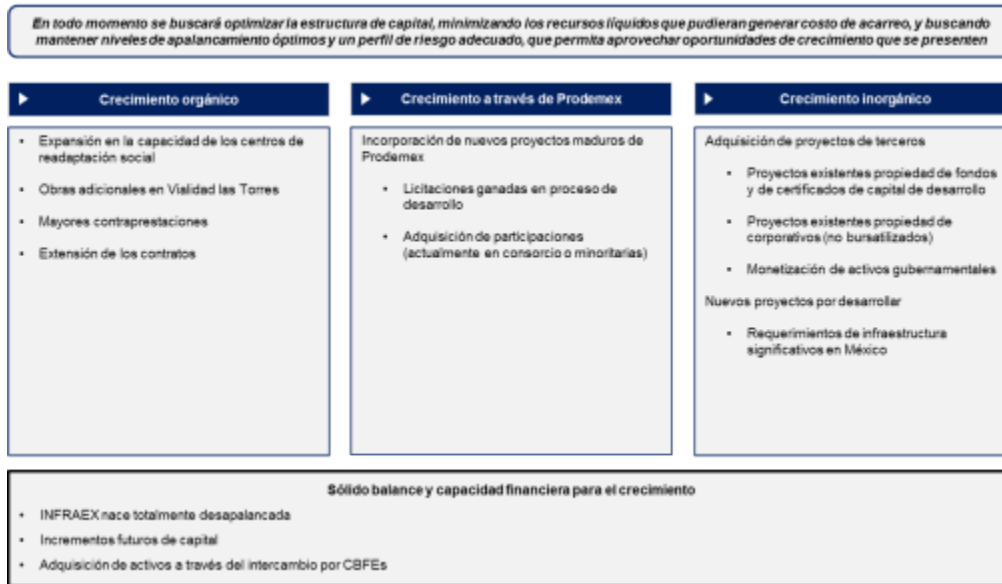 En todo momento se buscará optimizar la estructura de capital, minimizando los recursos líquidos que pudieran generar costo de acarreo, y buscando
mantener niveles de apalancamiento óptimos y un perfil de riesgo adecuado, que permita aprovechar oportunidades de crecimiento que se presenten
Crecimiento orgánico
• Expansión en la capacidad de los centros de
readaptación social
• Obras adicionales en Vialidad las Torres
• Mayores contraprestaciones
• Extensión de los contratos
Crecimiento a través de Prodemex
Incorporación de nuevos proyectos maduros de
Prodemex
• Licitaciones ganadas en proceso de
desarrollo
• Adquisición de participaciones
(actualmente en consorcio o minoritarias)
Crecimiento inorgánico
Adquisición de proyectos de terceros
• Proyectos existentes propiedad de fondos
y de certificados de capital de desarrollo
• Proyectos existentes propiedad de
corporativos (no bursatilizados)
• Monetización de activos gubernamentales
Nuevos proyectos por desarrollar
• Requerimientos de infraestructura
significativos en México
Sólido balance y capacidad financiera para el crecimiento
• INFRAEX nace totalmente desapalancada
• Incrementos futuros de capital
• Adquisición de activos a través del intercambio por CBFEs